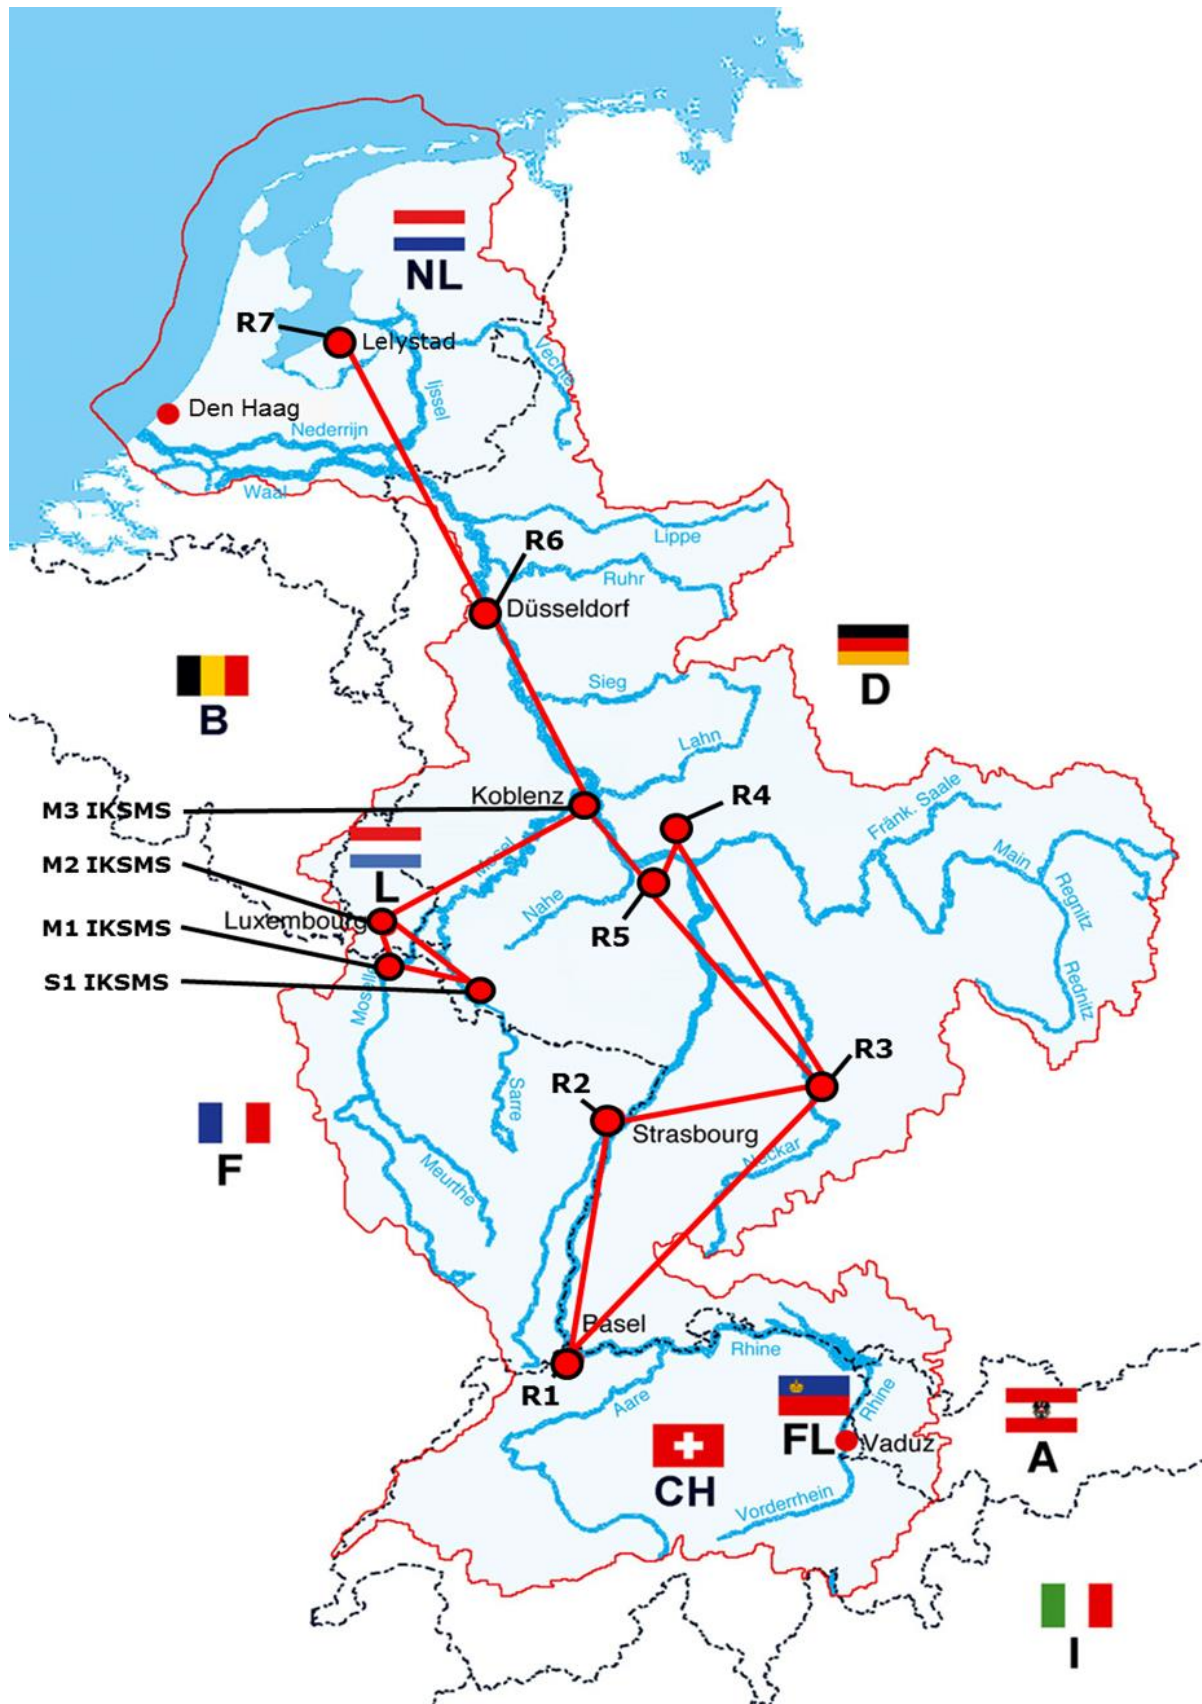 NL
R7
Lelystad
Vechte
Ijssel
Den Haag
Nederrijn
Waal
Lippe
R6
Ruhr
Düsseldorf
D
Sieg
B
Lahn
Koblenz
R4
M3 IKSMS
Fränk. Saale
Mosel
Main
M2 IKSMS
L
Regnitz
Nahe
Luxembourg
R5
M1 IKSMS
S1 IKSMS
Moselle
Rednitz
R3
R2
Sarre
Strasbourg
F
Meurthe
Neckar
Basel
Rhine
R1
Aare
Rhine
FL
Vaduz
A
CH
Vorderrhein
I